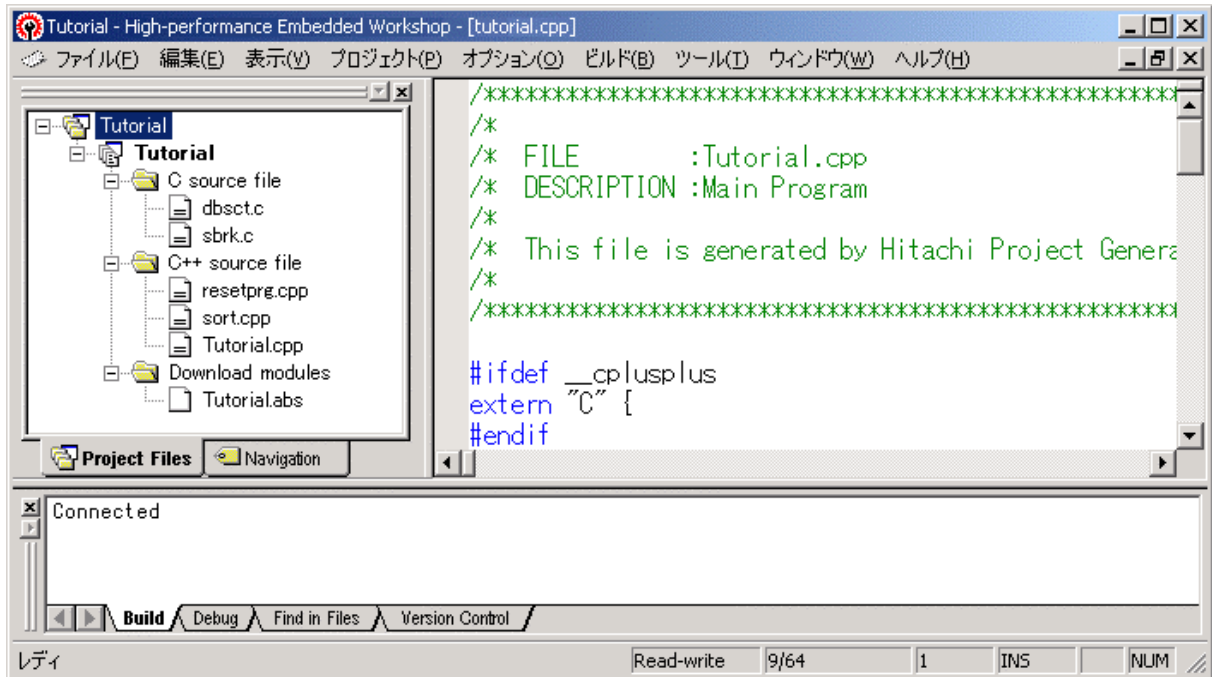 Tutorial - High-performance Embedded Workshop - [tutorial.cpp]
ファイル(F) 編集(E) 表示(V) プロジェクト(P) オプション(O) ビルド(B) ツール(T) ウィンドウ(W) ヘルプ(H)
Tutorial
Tutorial
C source file
dbsct.c
sbrk.c
C++ source file
resetprg.cpp
sort.cpp
Tutorial.cpp
Download modules
Tutorial.abs
Project Files Navigation
/************************************************************
/*
/* FILE :Tutorial.cpp
/* DESCRIPTION :Main Program
/*
/* This file is generated by Hitachi Project Genera
/*
/************************************************************
#ifdef __cplusplus
extern "C" {
#endif
Connected
Build Debug Find in Files Version Control
レディ Read-write 9/64 1 INS NUM